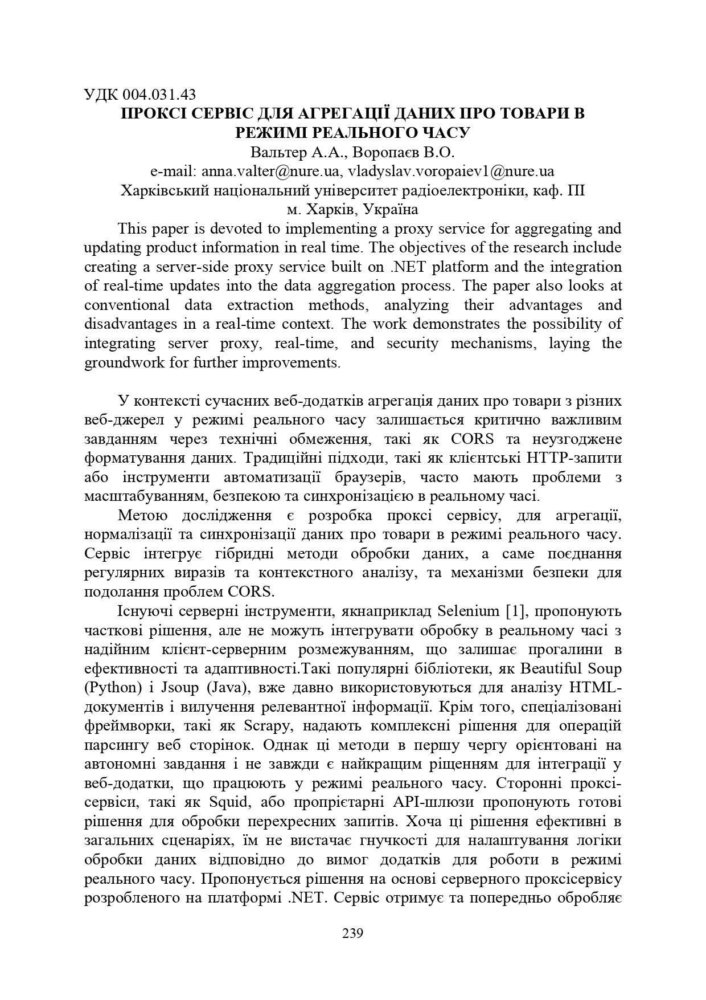 УДК 004.031.43
ПРОКСІ СЕРВІС ДЛЯ АГРЕГАЦІЇ ДАНИХ ПРО ТОВАРИ В
РЕЖИМІ РЕАЛЬНОГО ЧАСУ
Вальтер А.А., Воропаєв В.О.
e-mail: anna.valter@nure.ua, vladyslav.voropaiev1@nure.ua
Харківський національний університет радіоелектроніки, каф. ПІ
м. Харків, Україна
This paper is devoted to implementing a proxy service for aggregating and
updating product information in real time. The objectives of the research include
creating a server-side proxy service built on .NET platform and the integration
of real-time updates into the data aggregation process. The paper also looks at
conventional data extraction methods, analyzing their advantages and
disadvantages in a real-time context. The work demonstrates the possibility of
integrating server proxy, real-time, and security mechanisms, laying the
groundwork for further improvements.
У контексті сучасних веб-додатків агрегація даних про товари з різних
веб-джерел у режимі реального часу залишається критично важливим
завданням через технічні обмеження, такі як CORS та неузгоджене
форматування даних. Традиційні підходи, такі як клієнтські HTTP-запити
або інструменти автоматизації браузерів, часто мають проблеми з
масштабуванням, безпекою та синхронізацією в реальному часі.
Метою дослідження є розробка проксі сервісу, для агрегації,
нормалізації та синхронізації даних про товари в режимі реального часу.
Сервіс інтегрує гібридні методи обробки даних, а саме поєднання
регулярних виразів та контекстного аналізу, та механізми безпеки для
подолання проблем CORS.
Існуючі серверні інструменти, якнаприклад Selenium [1], пропонують
часткові рішення, але не можуть інтегрувати обробку в реальному часі з
надійним клієнт-серверним розмежуванням, що залишає прогалини в
ефективності та адаптивності.Такі популярні бібліотеки, як Beautiful Soup
(Python) і Jsoup (Java), вже давно використовуються для аналізу HTML-
документів і вилучення релевантної інформації. Крім того, спеціалізовані
фреймворки, такі як Scrapy, надають комплексні рішення для операцій
парсингу веб сторінок. Однак ці методи в першу чергу орієнтовані на
автономні завдання і не завжди є найкращим ріщенням для інтеграції у
веб-додатки, що працюють у режимі реального часу. Сторонні проксі-
сервіси, такі як Squid, або пропрієтарні API-шлюзи пропонують готові
рішення для обробки перехресних запитів. Хоча ці рішення ефективні в
загальних сценаріях, їм не вистачає гнучкості для налаштування логіки
обробки даних відповідно до вимог додатків для роботи в режимі
реального часу. Пропонується рішення на основі серверного проксісервісу
розробленого на платформі .NET. Сервіс отримує та попередньо обробляє
239